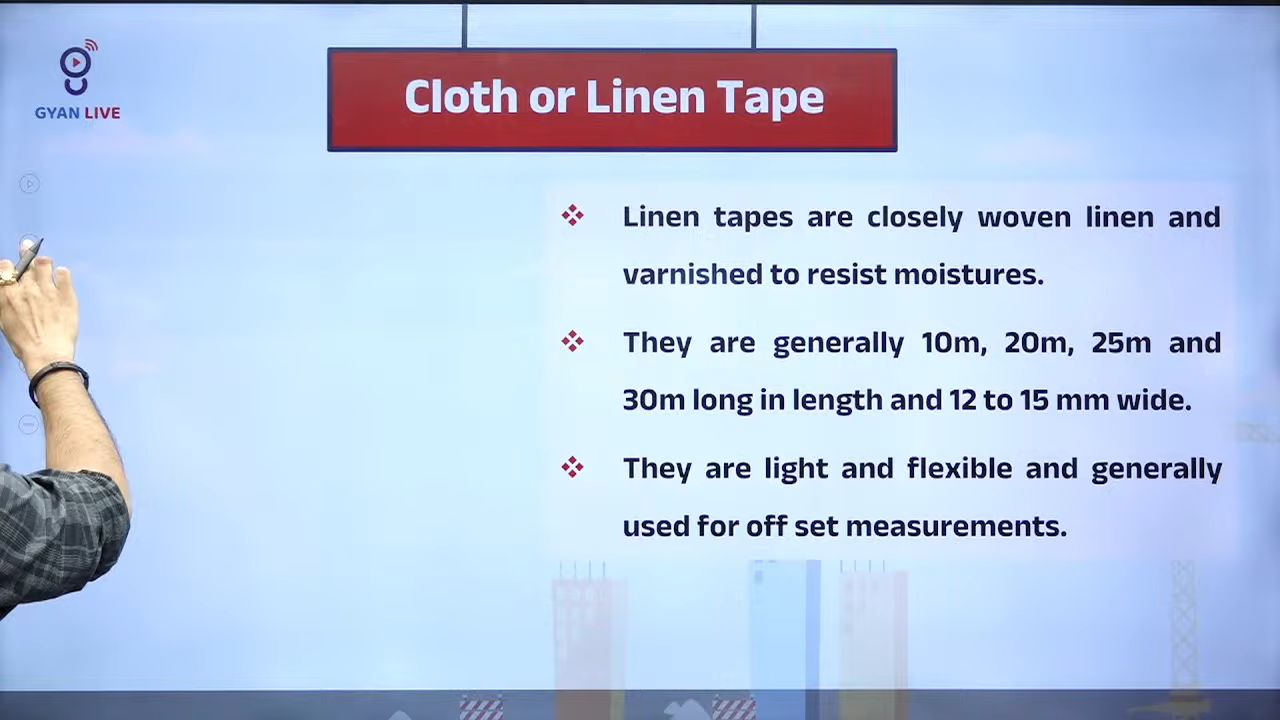 GYAN LIVE
Cloth or Linen Tape
Linen tapes are closely woven linen and
varnished to resist moistures.
They are generally 10m, 20m, 25m and
30m long in length and 12 to 15 mm wide.
They are light and flexible and generally
used for off set measurements.